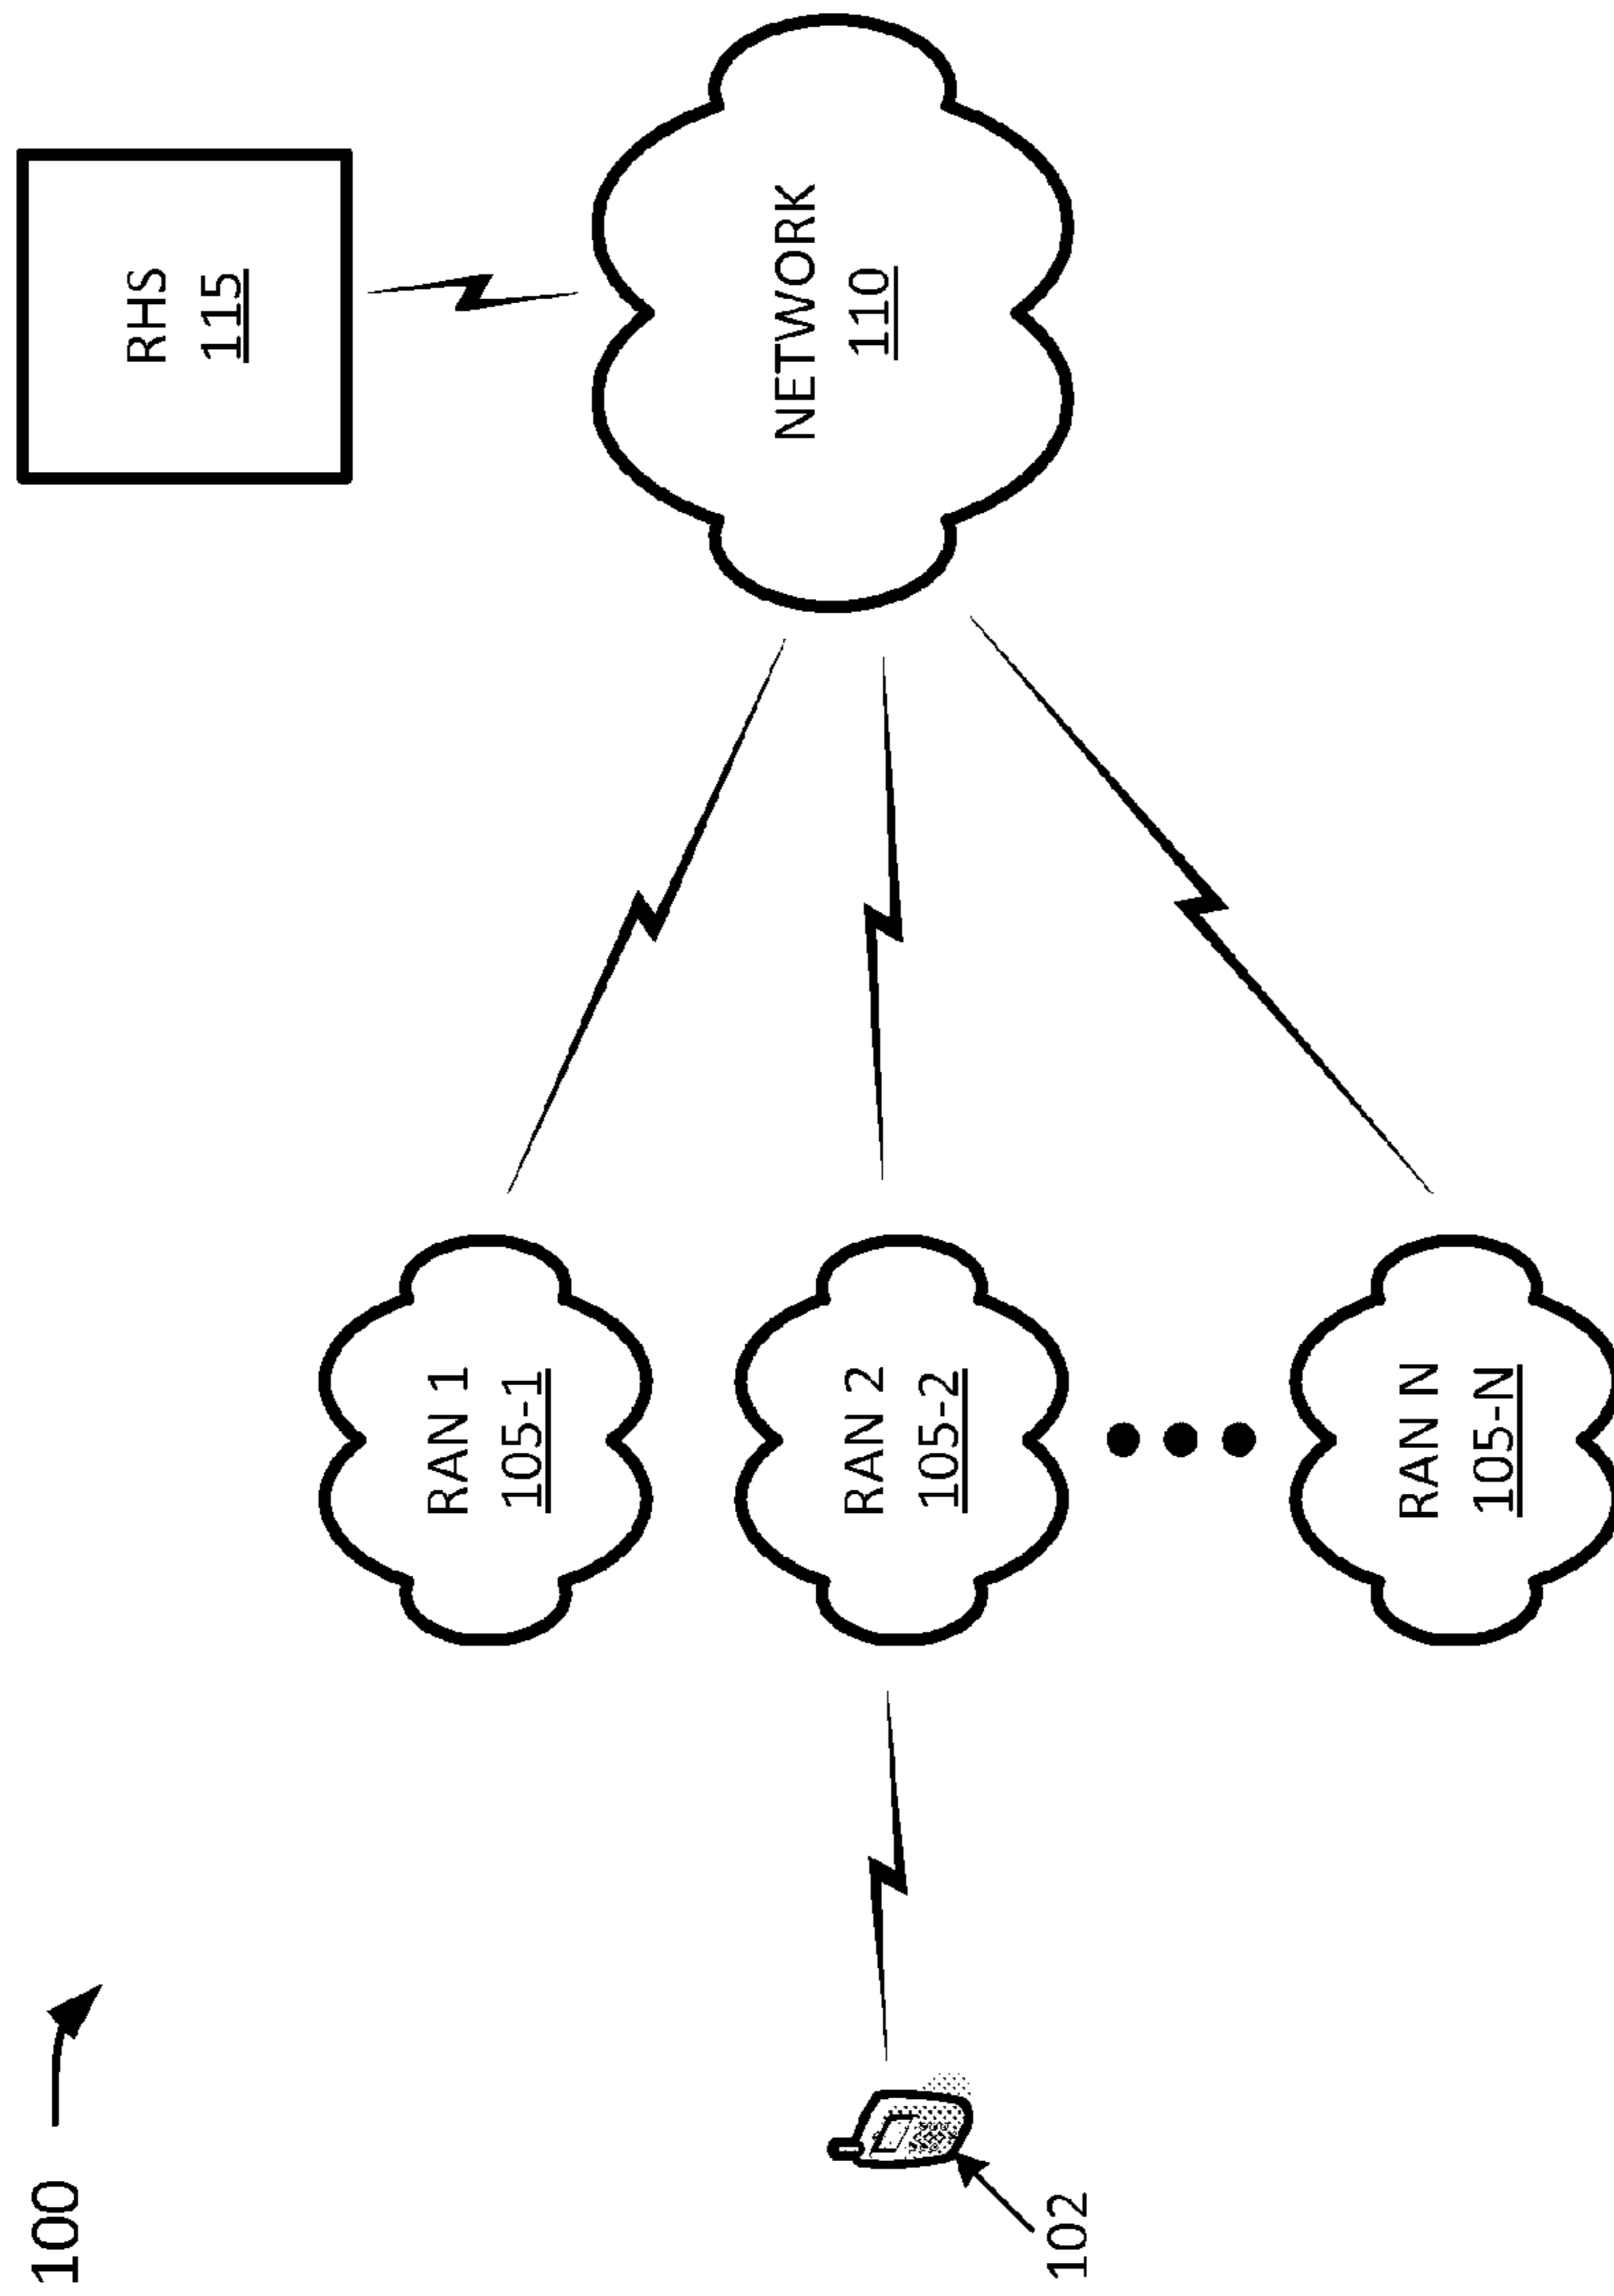 100
RHS
115
NETWORK
110
RAN 1
105-1
RAN 2
105-2
RAN N
105-N
102